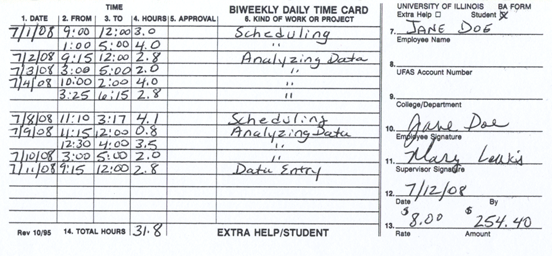 TIME BIWEEKLY DAILY TIME CARD
1. DATE 2. FROM 3. TO 4. HOURS 5. APPROVAL 6. KIND OF WORK OR PROJECT
7/1/08 9:00 12:00 3.0 Scheduling
1:00 5:00 4.0 "
7/2/08 9:15 12:00 2.8 Analyzing Data
7/3/08 3:00 5:00 2.0 "
7/4/08 10:00 2:00 4.0 "
3:25 6:15 2.8 "
7/8/08 11:10 3:17 4.1 Scheduling
7/9/08 11:15 12:00 0.8 Analyzing Data
12:30 4:00 3.5 "
7/10/08 3:00 5:00 2.0 "
7/11/08 9:15 12:00 2.8 Data Entry
Rev 10/95 14. TOTAL HOURS 31.8 EXTRA HELP/STUDENT
UNIVERSITY OF ILLINOIS BA FORM
Extra Help Student X
7. JANE DOE
Employee Name
8.
UFAS Account Number
9.
College/Department
10. Jane Doe
Employee Signature
11. Mary
Supervisor Signature
12. 7/12/08
Date By
13. $8.00 $254.40
Rate Amount